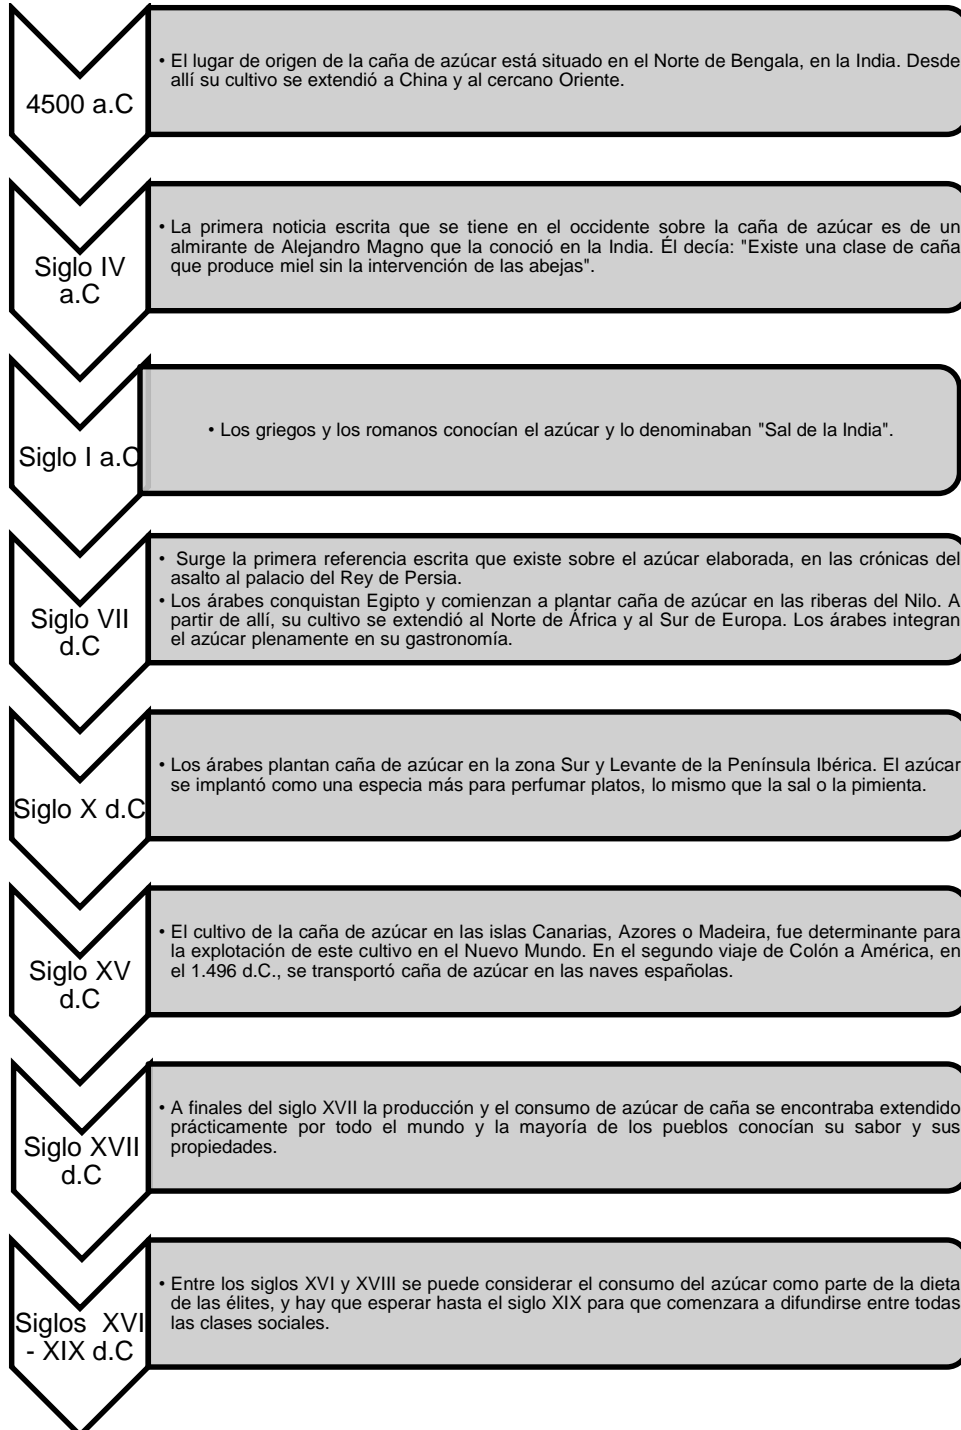 4500 a.C
• El lugar de origen de la caña de azúcar está situado en el Norte de Bengala, en la India. Desde
allí su cultivo se extendió a China y al cercano Oriente.
Siglo IV
a.C
• La primera noticia escrita que se tiene en el occidente sobre la caña de azúcar es de un
almirante de Alejandro Magno que la conoció en la India. Él decía: "Existe una clase de caña
que produce miel sin la intervención de las abejas".
Siglo I a.C
• Los griegos y los romanos conocían el azúcar y lo denominaban "Sal de la India".
Siglo VII
d.C
• Surge la primera referencia escrita que existe sobre el azúcar elaborada, en las crónicas del
asalto al palacio del Rey de Persia.
• Los árabes conquistan Egipto y comienzan a plantar caña de azúcar en las riberas del Nilo. A
partir de allí, su cultivo se extendió al Norte de África y al Sur de Europa. Los árabes integran
el azúcar plenamente en su gastronomía.
Siglo X d.C
• Los árabes plantan caña de azúcar en la zona Sur y Levante de la Península Ibérica. El azúcar
se implantó como una especia más para perfumar platos, lo mismo que la sal o la pimienta.
Siglo XV
d.C
• El cultivo de la caña de azúcar en las islas Canarias, Azores o Madeira, fue determinante para
la explotación de este cultivo en el Nuevo Mundo. En el segundo viaje de Colón a América, en
el 1.496 d.C., se transportó caña de azúcar en las naves españolas.
Siglo XVII
d.C
• A finales del siglo XVII la producción y el consumo de azúcar de caña se encontraba extendido
prácticamente por todo el mundo y la mayoría de los pueblos conocían su sabor y sus
propiedades.
Siglos XVI
- XIX d.C
• Entre los siglos XVI y XVIII se puede considerar el consumo del azúcar como parte de la dieta
de las élites, y hay que esperar hasta el siglo XIX para que comenzara a difundirse entre todas
las clases sociales.